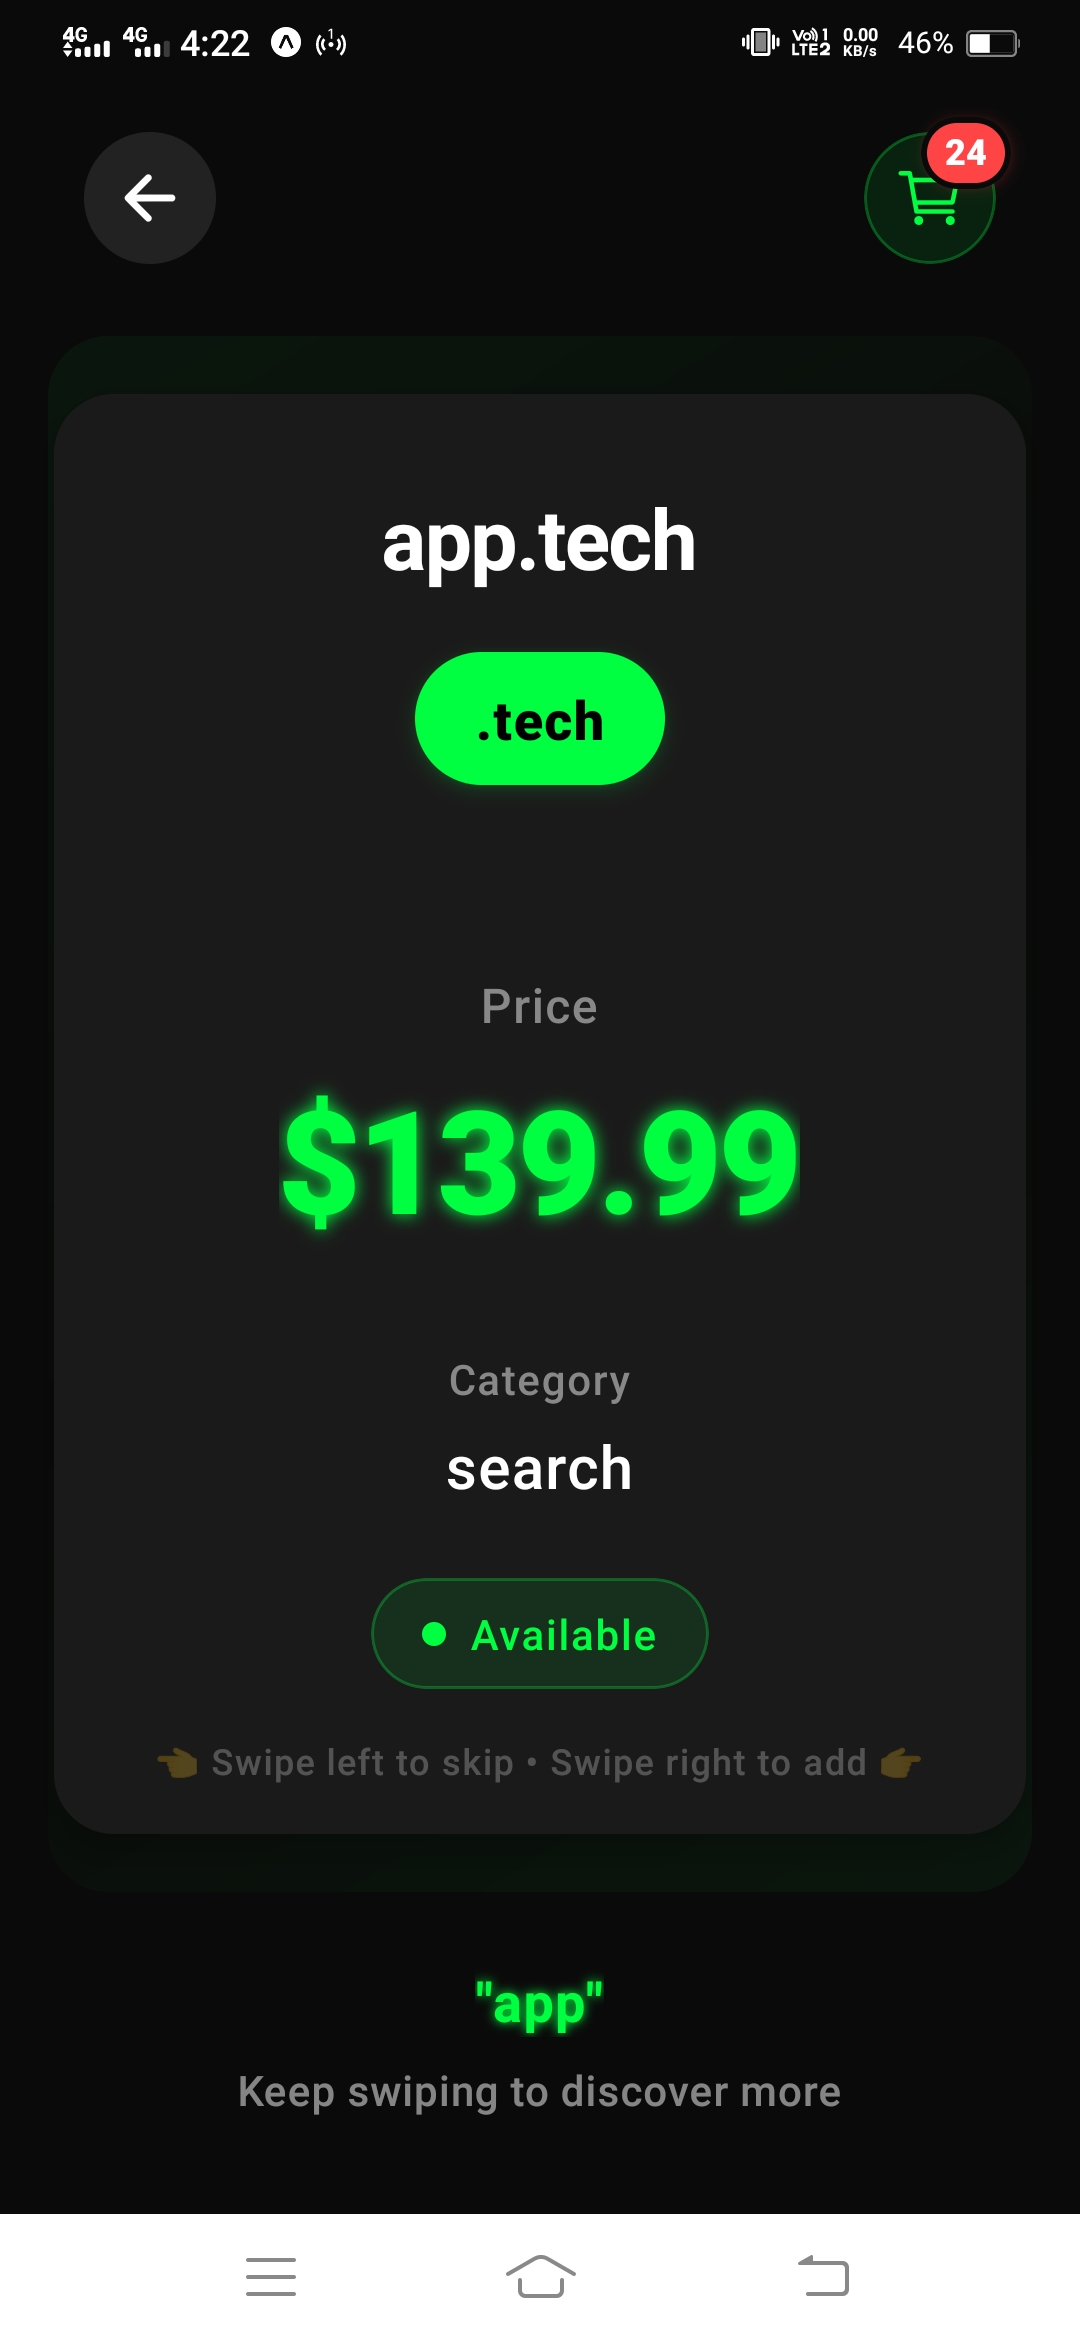 4G 4G 4:22 1 Vo) 1 LTE2 0.00 KB/s 46%
24
app.tech
.tech
Price
$139.99
Category
search
Available
👈 Swipe left to skip • Swipe right to add 👉
"app"
Keep swiping to discover more